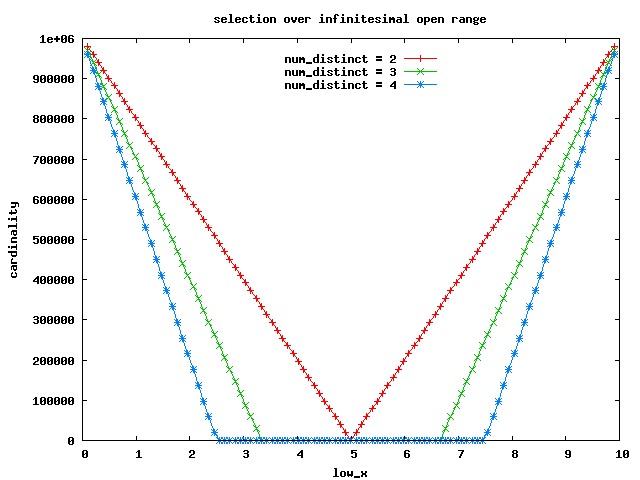 selection over infinitesimal open range
1e+06
900000
800000
700000
600000
500000
400000
300000
200000
100000
0
cardinality
num_distinct = 2
num_distinct = 3
num_distinct = 4
0 1 2 3 4 5 6 7 8 9 10
low_x